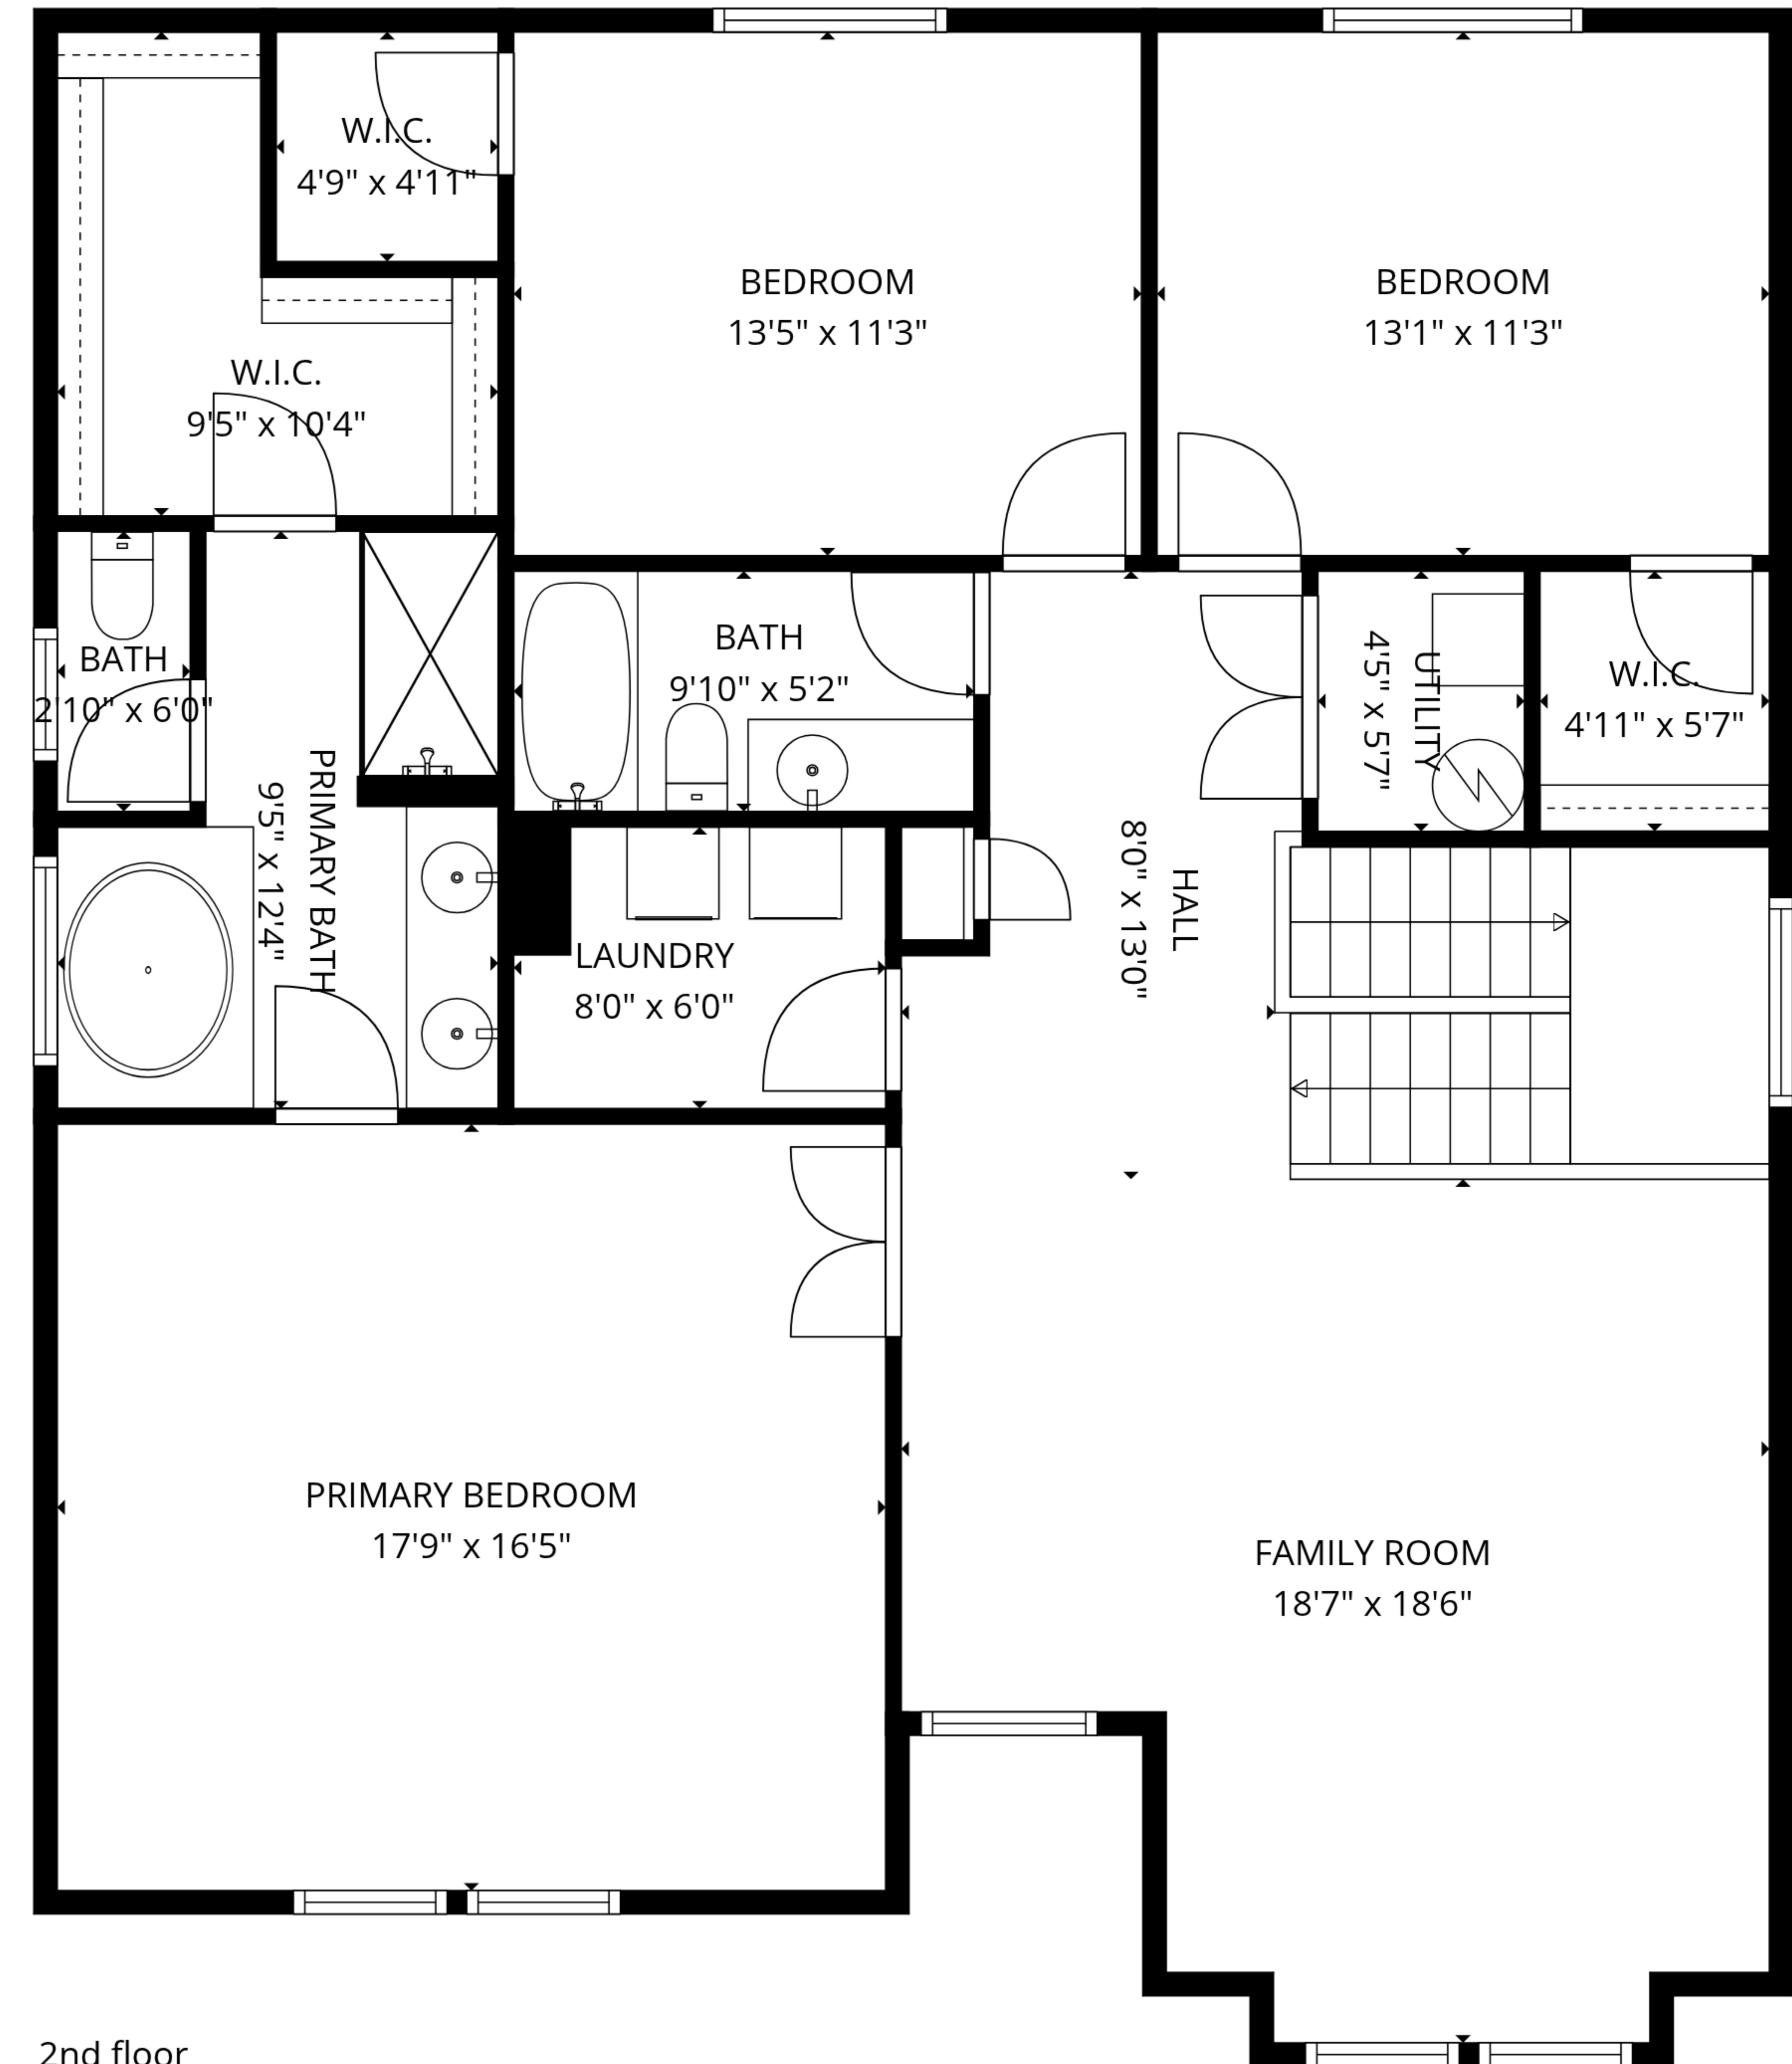 W.I.C.
4'9" x 4'11"
BEDROOM
13'5" x 11'3"
BEDROOM
13'1" x 11'3"
W.I.C.
9'5" x 10'4"
BATH
2'10" x 6'0"
BATH
9'10" x 5'2"
UTILITY
4'5" x 5'7"
W.I.C.
4'11" x 5'7"
PRIMARY BATH
9'5" x 12'4"
HALL
8'0" x 13'0"
LAUNDRY
8'0" x 6'0"
PRIMARY BEDROOM
17'9" x 16'5"
FAMILY ROOM
18'7" x 18'6"
2nd floor